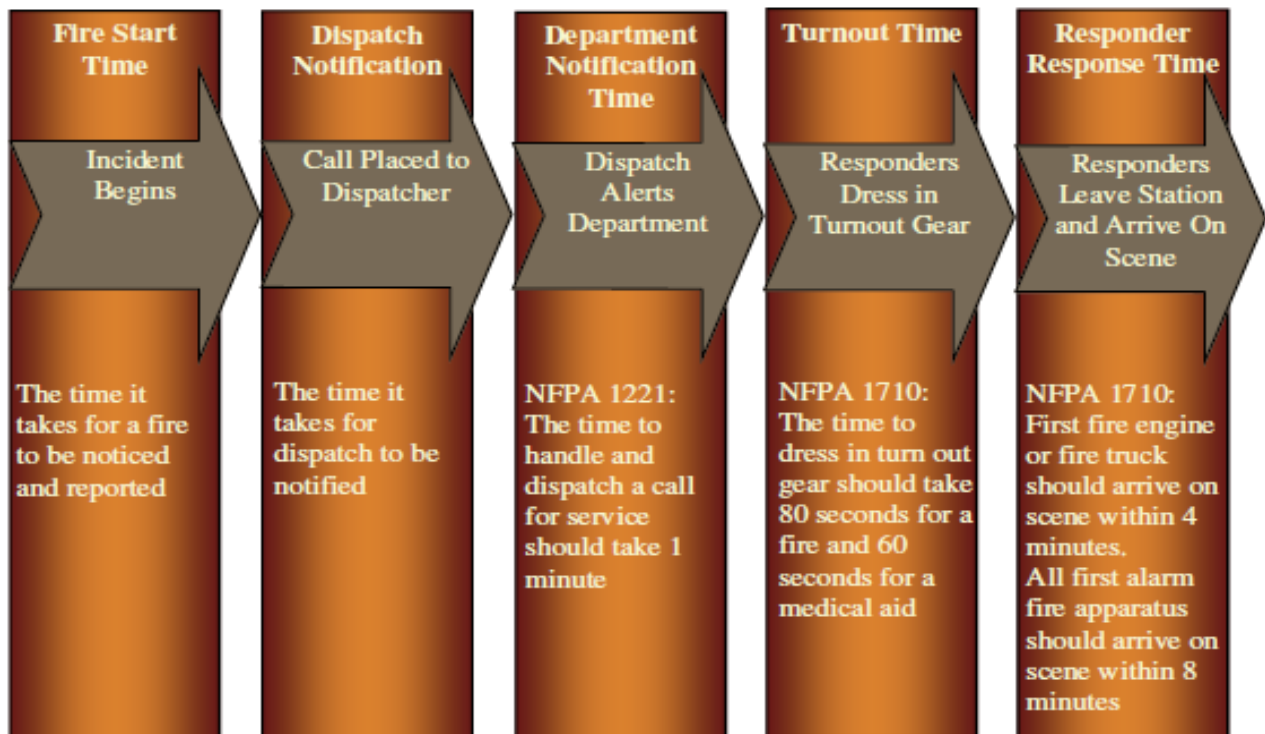 Fire Start
Time
Incident
Begins
The time it
takes for a fire
to be noticed
and reported
Dispatch
Notification
Call Placed to
Dispatcher
The time it
takes for
dispatch to be
notified
Department
Notification
Time
Dispatch
Alerts
Department
NFPA 1221:
The time to
handle and
dispatch a call
for service
should take 1
minute
Turnout Time
Responders
Dress in
Turnout Gear
NFPA 1710:
The time to
dress in turn out
gear should take
80 seconds for a
fire and 60
seconds for a
medical aid
Responder
Response Time
Responders
Leave Station
and Arrive On
Scene
NFPA 1710:
First fire engine
or fire truck
should arrive on
scene within 4
minutes.
All first alarm
fire apparatus
should arrive on
scene within 8
minutes